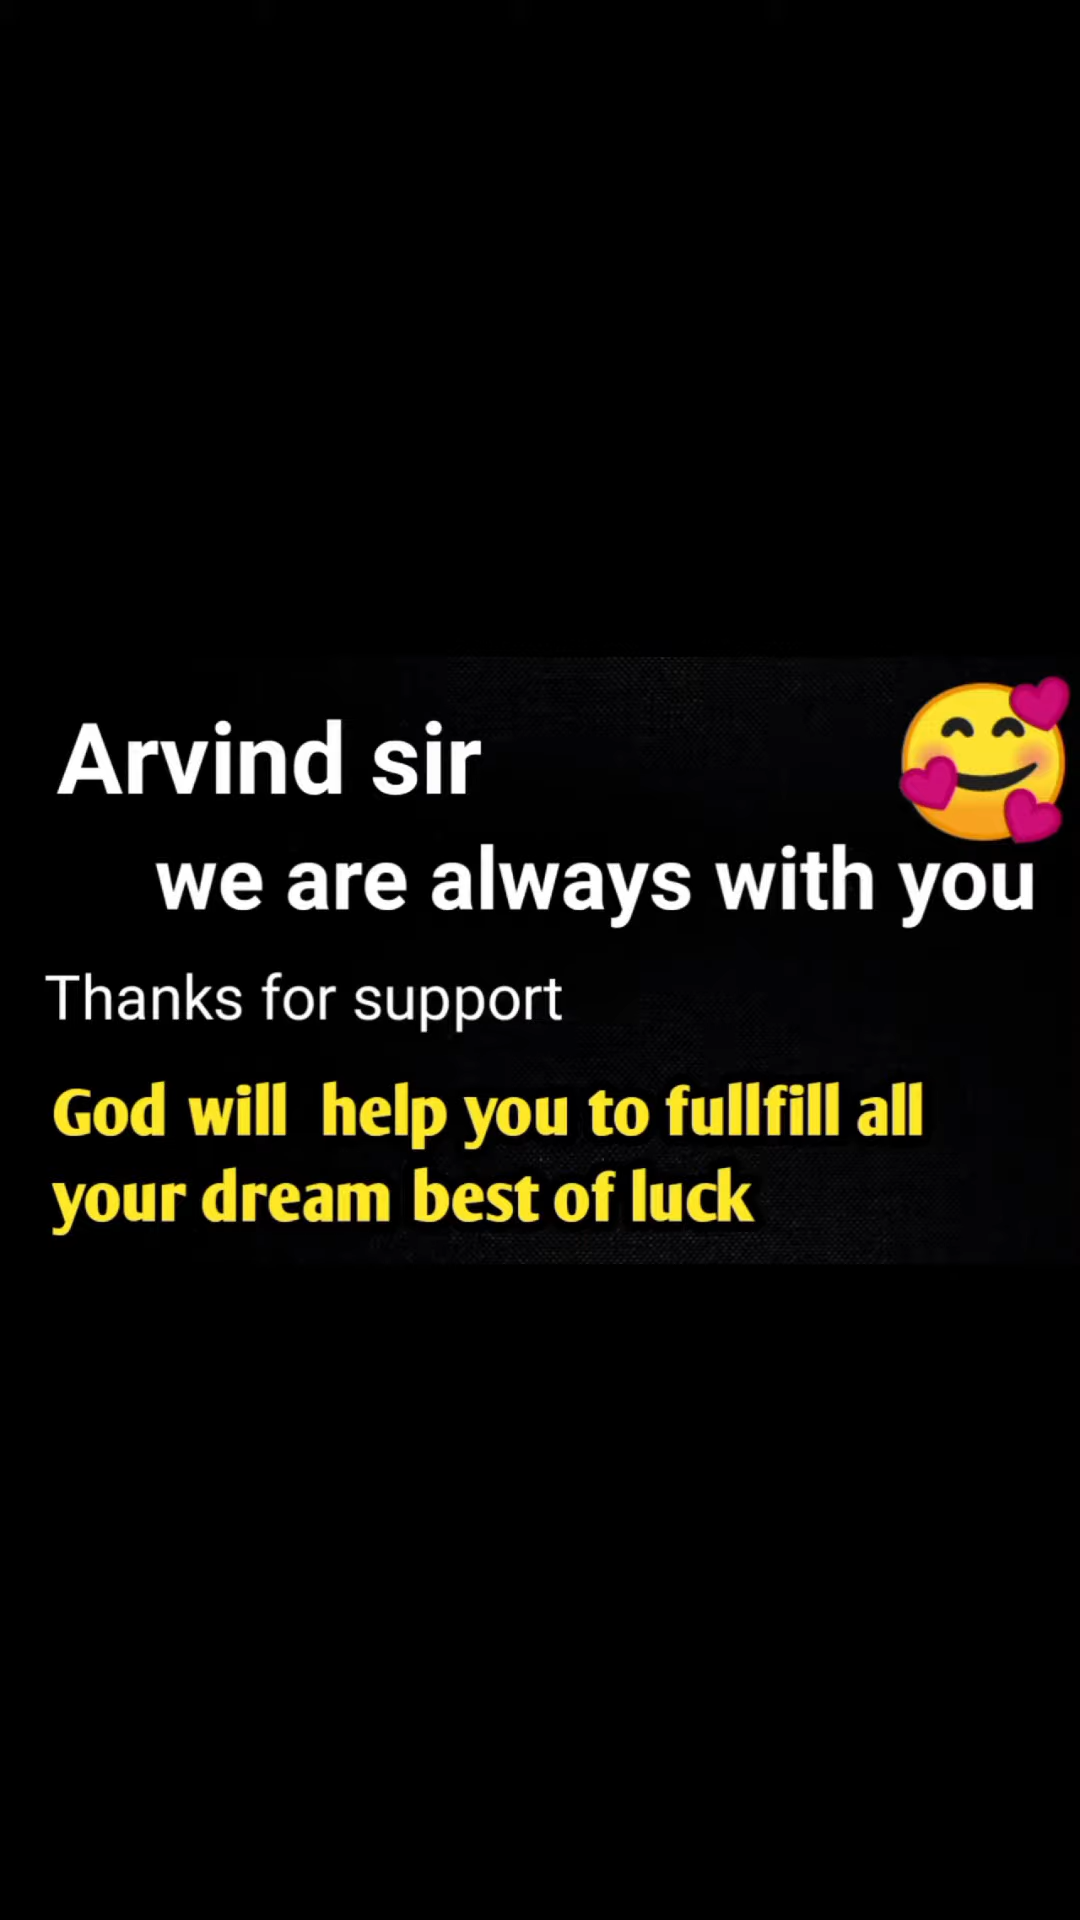 Arvind sir
we are always with you
Thanks for support
God will help you to fullfill all
your dream best of luck